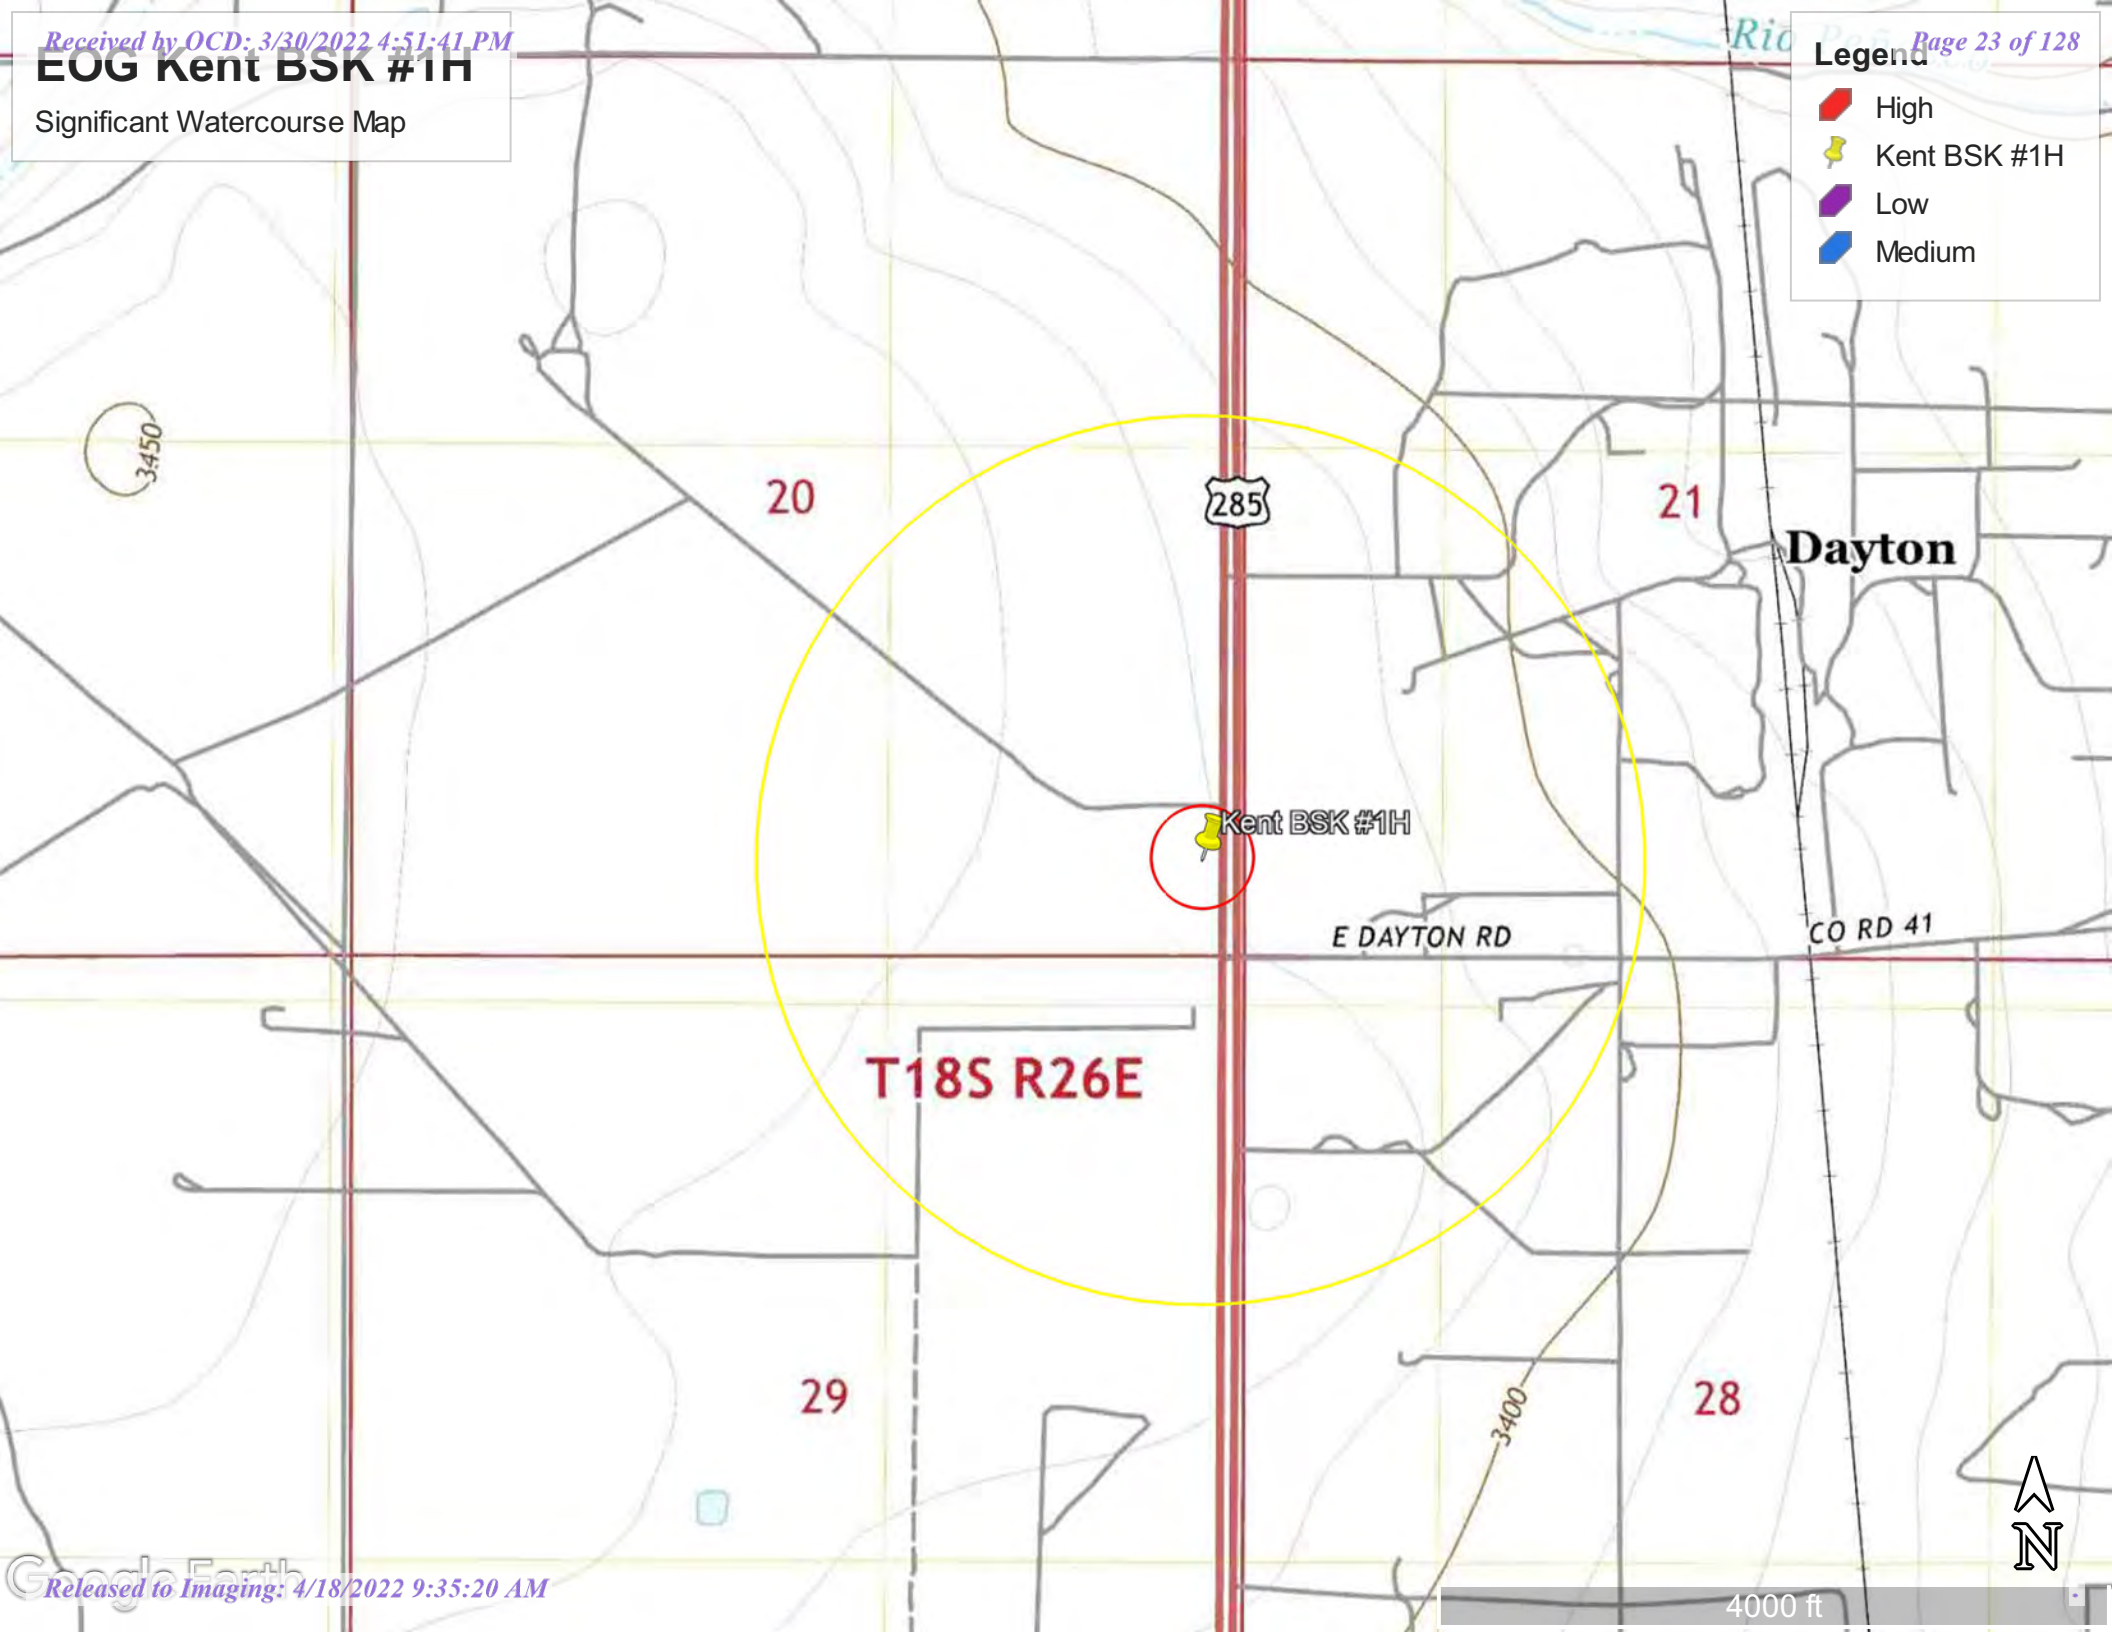 Received by OCD: 3/30/2022 4:51:41 PM
Page 23 of 128
EOG Kent BSK #1H
Significant Watercourse Map
Legend
High
Kent BSK #1H
Low
Medium
Rio Peñasco
3450
20
285
21
Dayton
Kent BSK #1H
E DAYTON RD
CO RD 41
T18S R26E
29
28
3400
N
Google Earth
Released to Imaging: 4/18/2022 9:35:20 AM
4000 ft